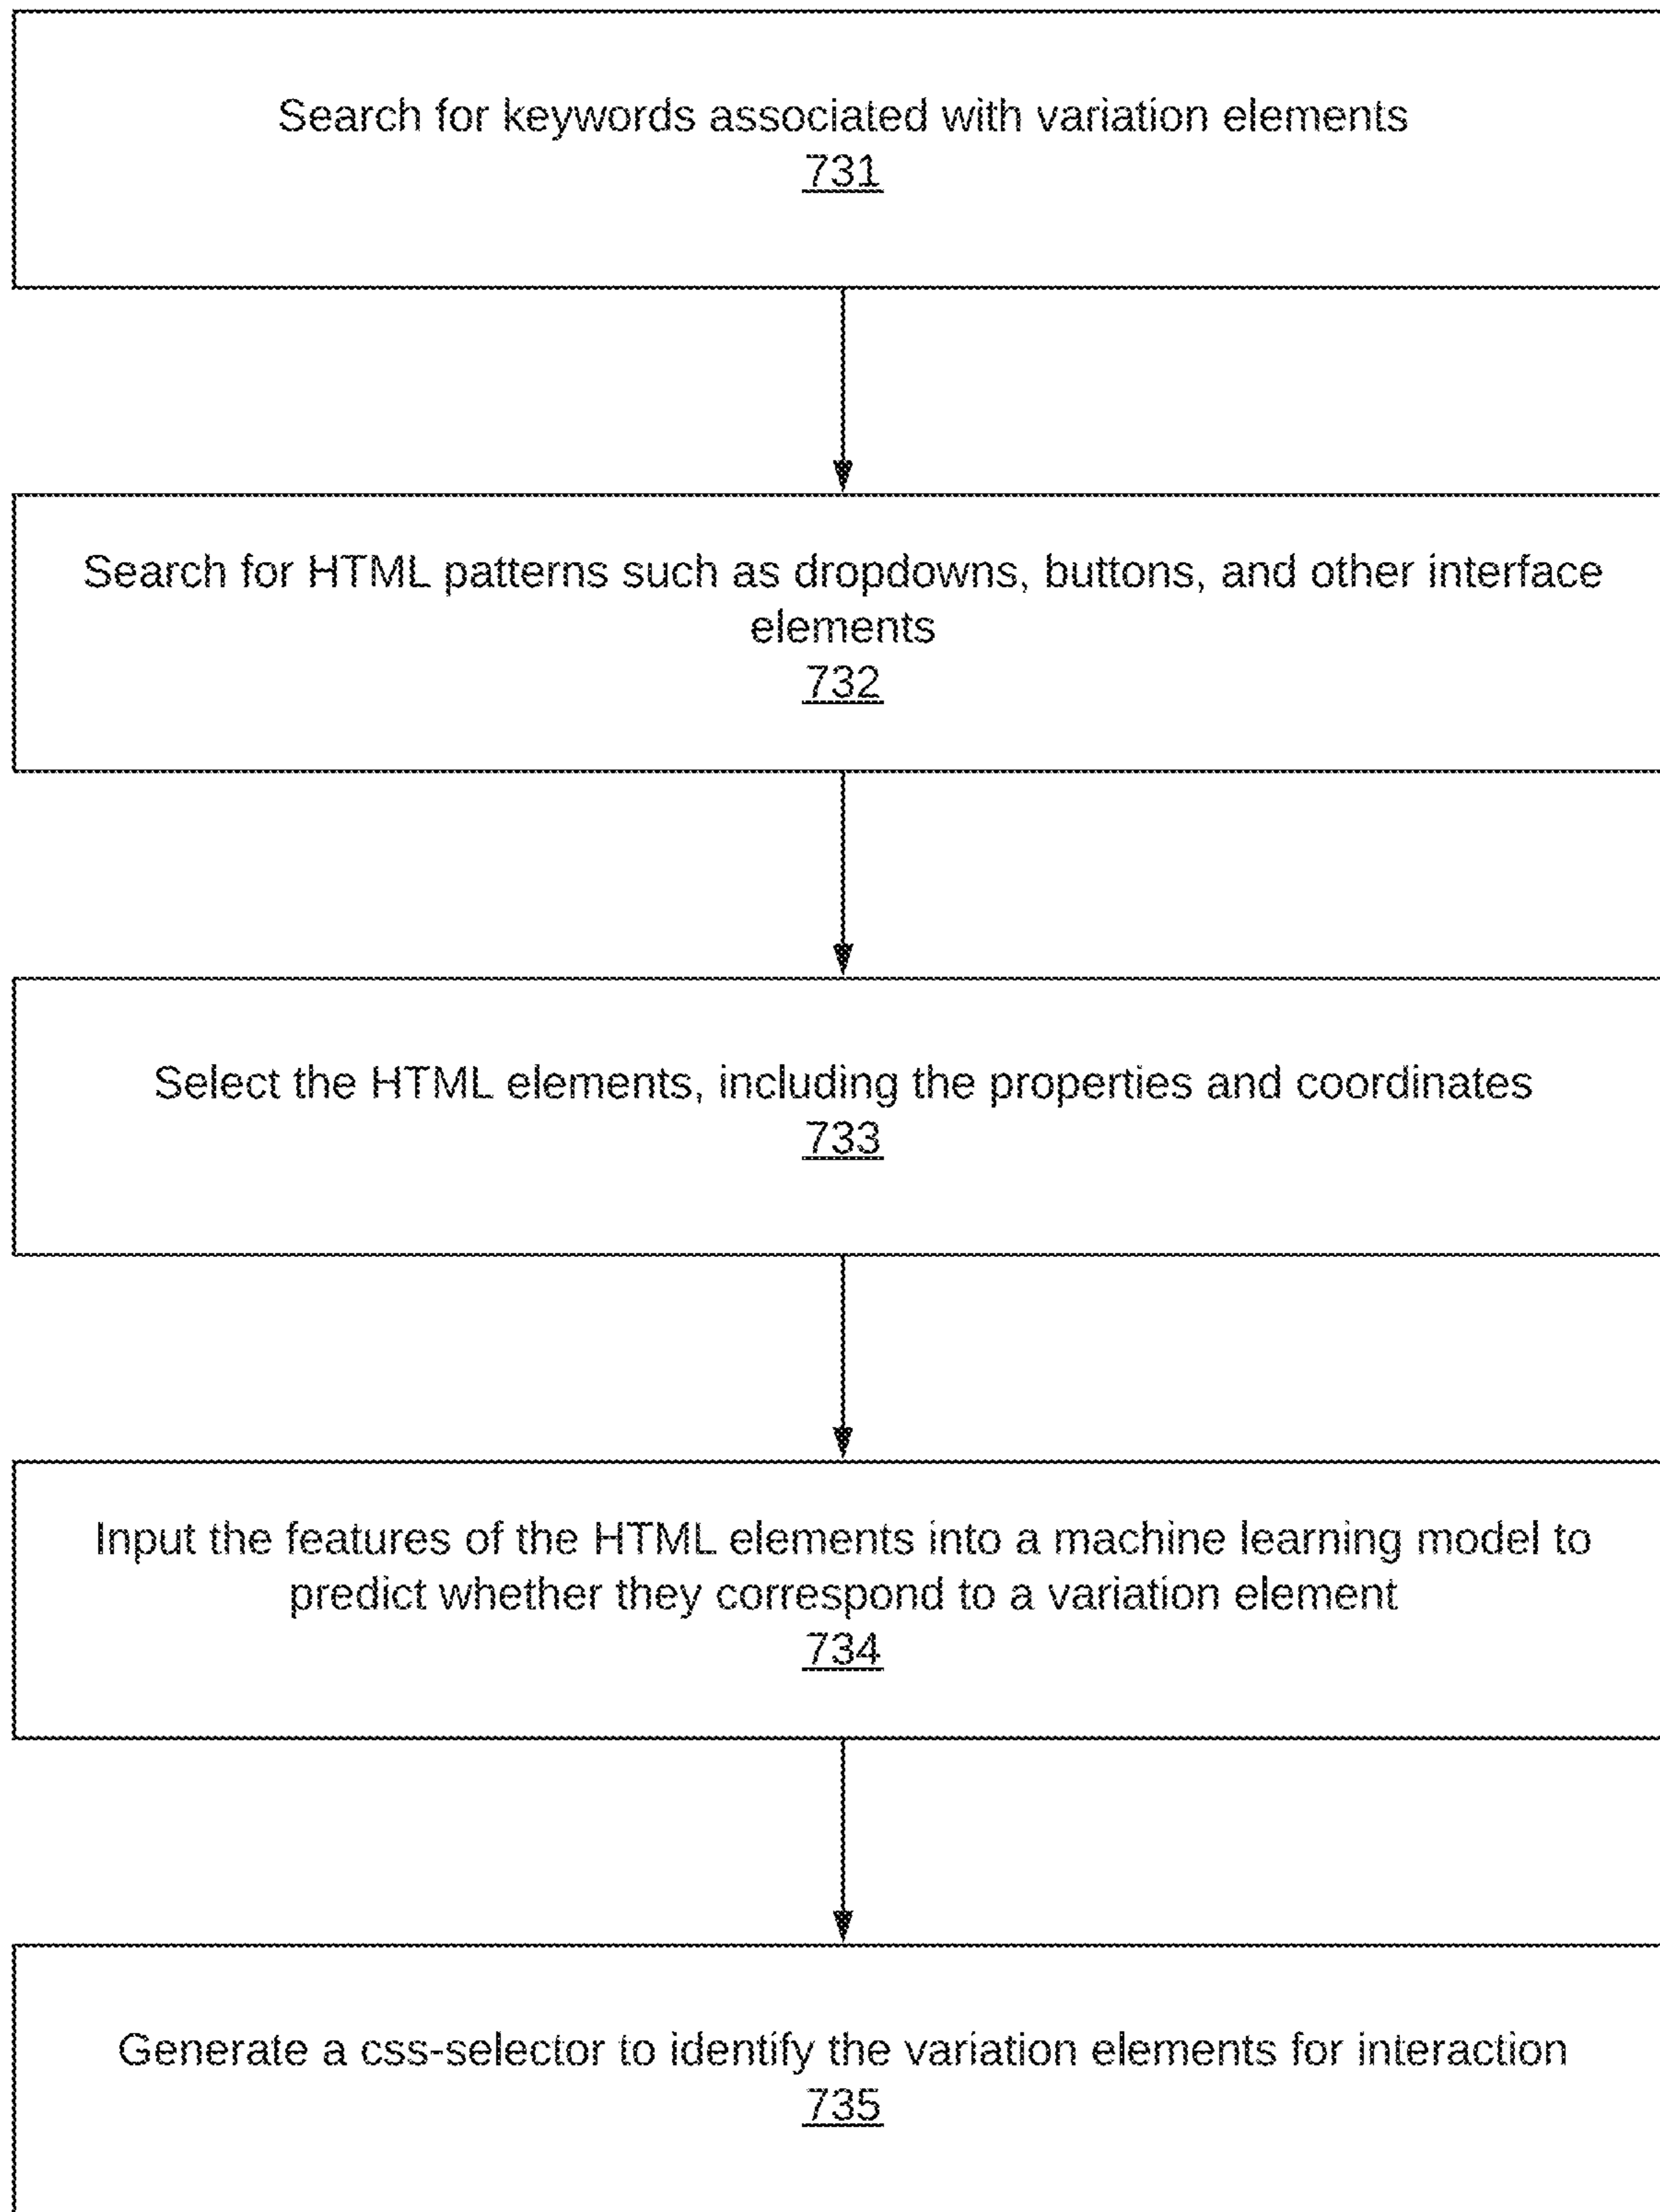 Search for keywords associated with variation elements
731
Search for HTML patterns such as dropdowns, buttons, and other interface
elements
732
Select the HTML elements, including the properties and coordinates
733
Input the features of the HTML elements into a machine learning model to
predict whether they correspond to a variation element
734
Generate a css-selector to identify the variation elements for interaction
735